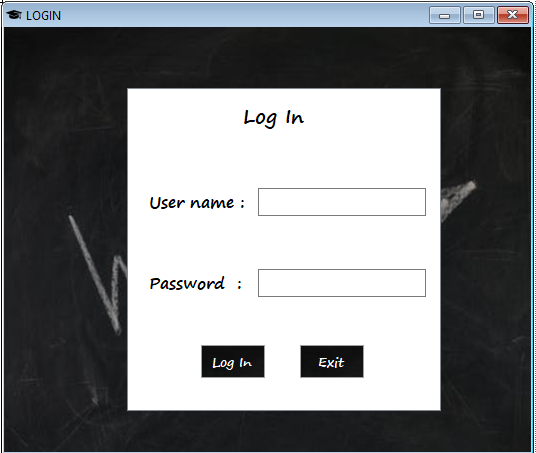 LOGIN
Log In
User name :
Password :
Log In
Exit